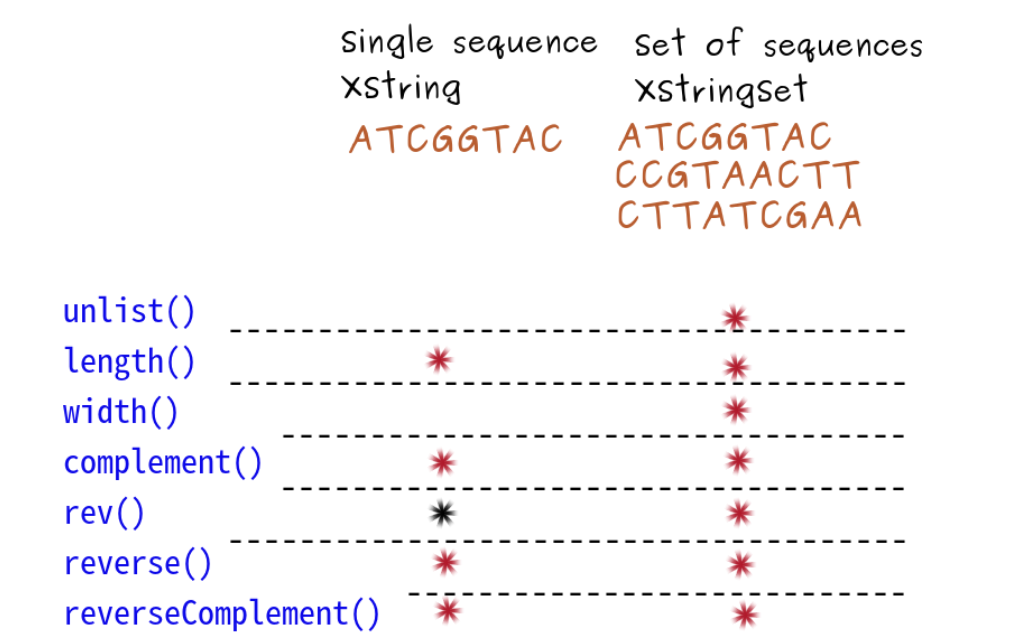 Single sequence Set of sequences
XString XStringSet
ATCGGTAC ATCGGTAC
CCGTAACTT
CTTATCGAA
unlist() *
length() * *
width() *
complement() * *
rev() * *
reverse() * *
reverseComplement() * *